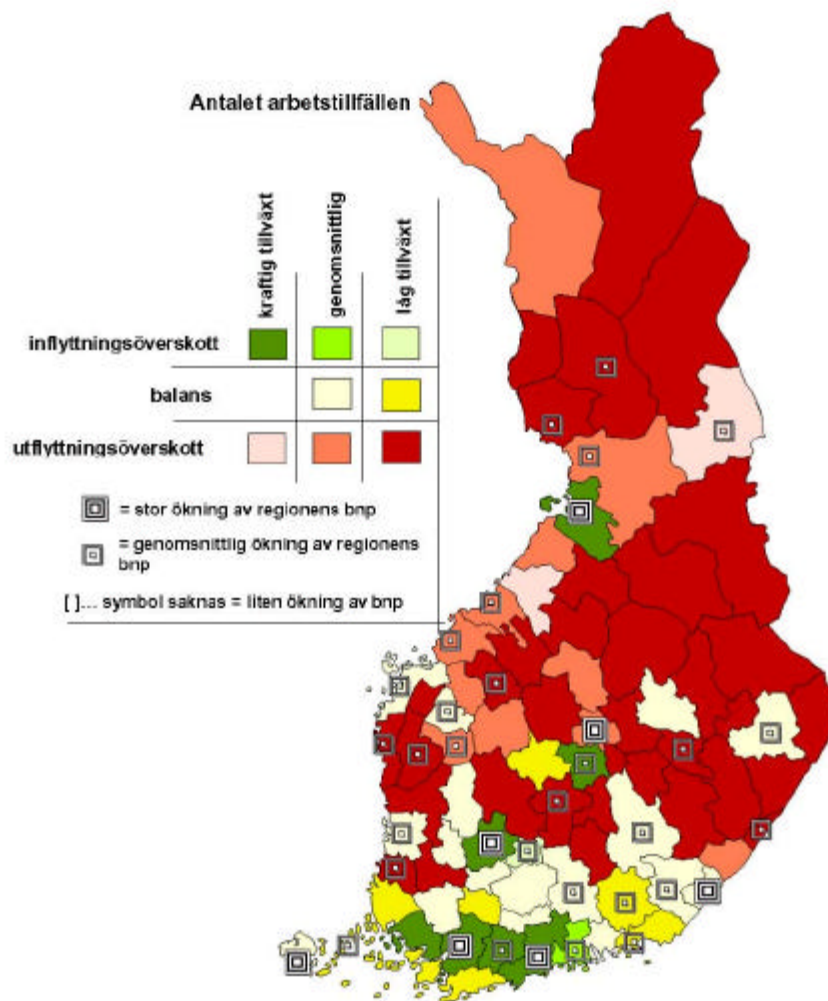 Antalet arbetstillfällen
kraftig tillväxt
genomsnittlig
låg tillväxt
inflyttningsöverskott
balans
utflyttningsöverskott
= stor ökning av regionens bnp
= genomsnittlig ökning av regionens
bnp
[ ]... symbol saknas = liten ökning av bnp